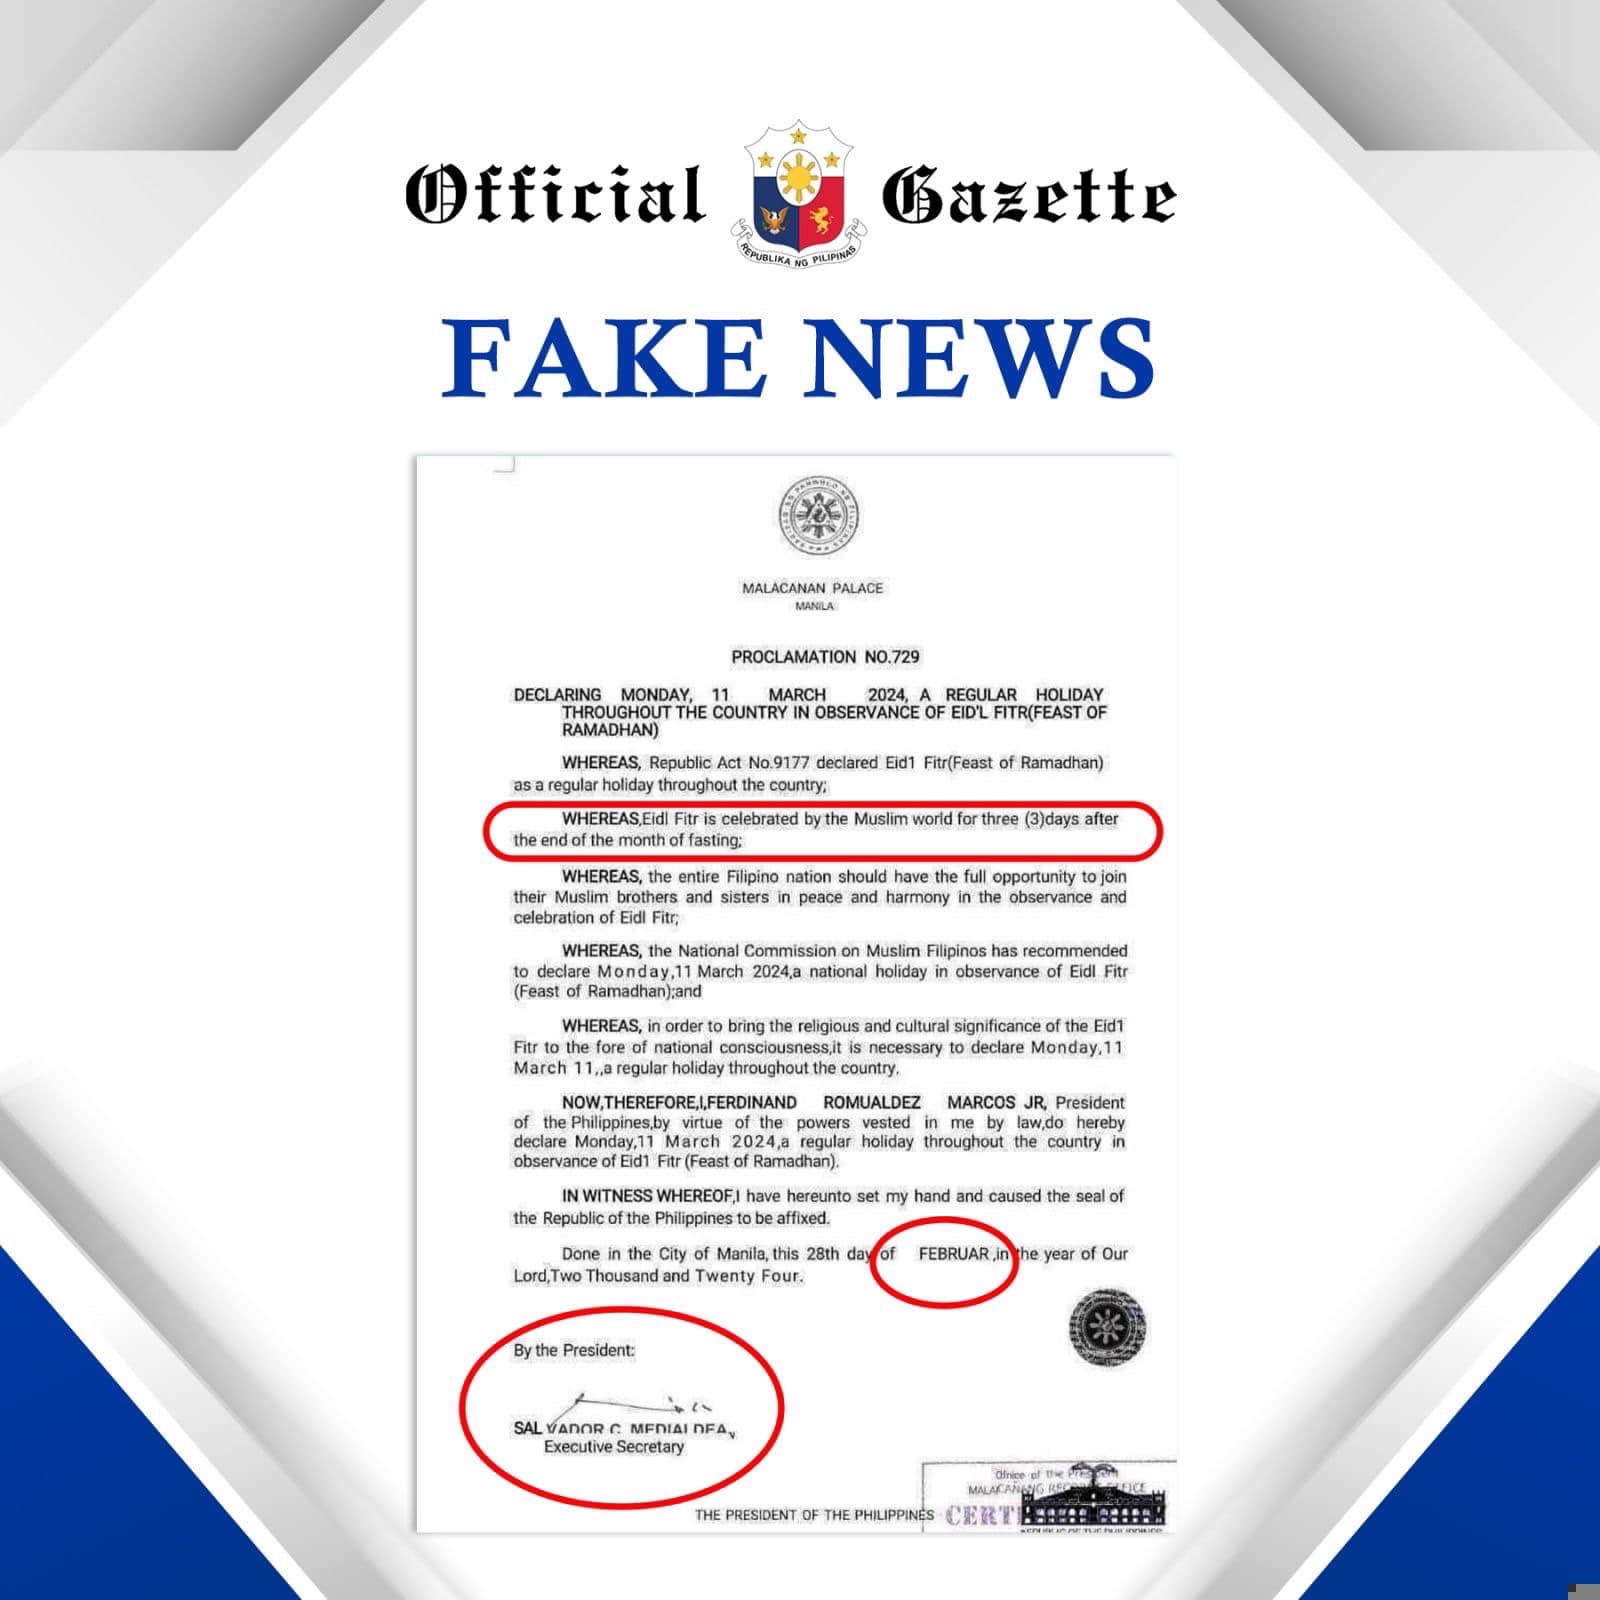 Official Gazette
REPUBLIKA NG PILIPINAS
FAKE NEWS
MALACANAN PALACE
MANILA
PROCLAMATION NO.729
DECLARING MONDAY, 11 MARCH 2024, A REGULAR HOLIDAY
THROUGHOUT THE COUNTRY IN OBSERVANCE OF EID'L FITR(FEAST OF
RAMADHAN)
WHEREAS, Republic Act No.9177 declared Eid1 Fitr(Feast of Ramadhan)
as a regular holiday throughout the country;
WHEREAS,Eidl Fitr is celebrated by the Muslim world for three (3)days after
the end of the month of fasting;
WHEREAS, the entire Filipino nation should have the full opportunity to join
their Muslim brothers and sisters in peace and harmony in the observance and
celebration of Eidl Fitr;
WHEREAS, the National Commission on Muslim Filipinos has recommended
to declare Monday,11 March 2024,a national holiday in observance of Eidl Fitr
(Feast of Ramadhan);and
WHEREAS, in order to bring the religious and cultural significance of the Eid1
Fitr to the fore of national consciousness,it is necessary to declare Monday,11
March 11,,a regular holiday throughout the country.
NOW,THEREFORE,I,FERDINAND ROMUALDEZ MARCOS JR, President
of the Philippines,by virtue of the powers vested in me by law,do hereby
declare Monday,11 March 2024,a regular holiday throughout the country in
observance of Eid1 Fitr (Feast of Ramadhan).
IN WITNESS WHEREOF,I have hereunto set my hand and caused the seal of
the Republic of the Philippines to be affixed.
Done in the City of Manila, this 28th day of FEBRUAR ,in the year of Our
Lord,Two Thousand and Twenty Four.
By the President:
SALVADOR C. MEDIALDEA
Executive Secretary
Office of the President
MALACAÑANG RECORDS OFFICE
THE PRESIDENT OF THE PHILIPPINES